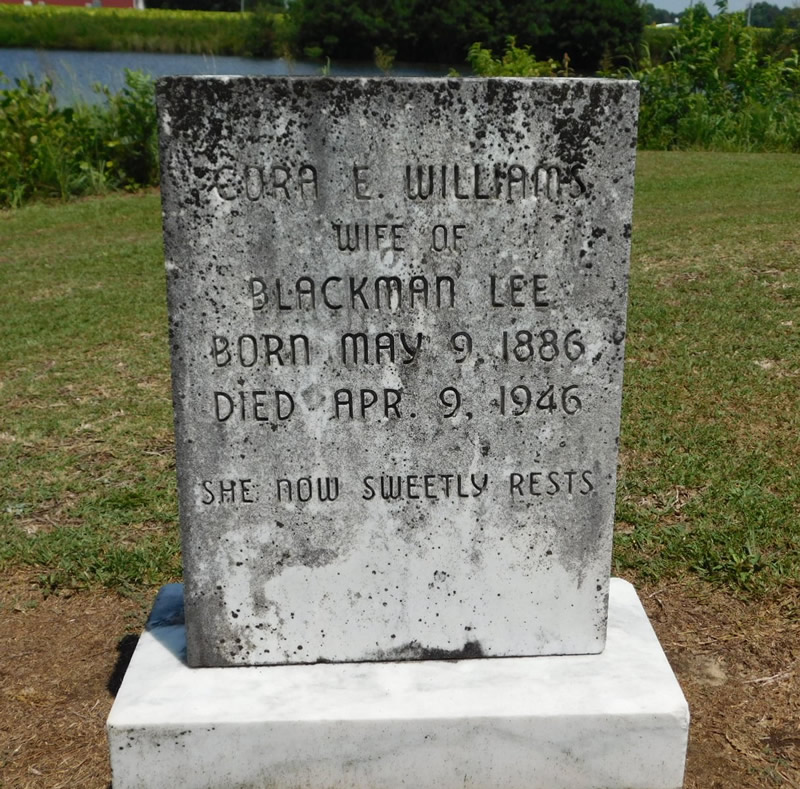 CORA E. WILLIAMS
WIFE OF
BLACKMAN LEE
BORN MAY 9, 1886
DIED APR. 9, 1946
SHE NOW SWEETLY RESTS